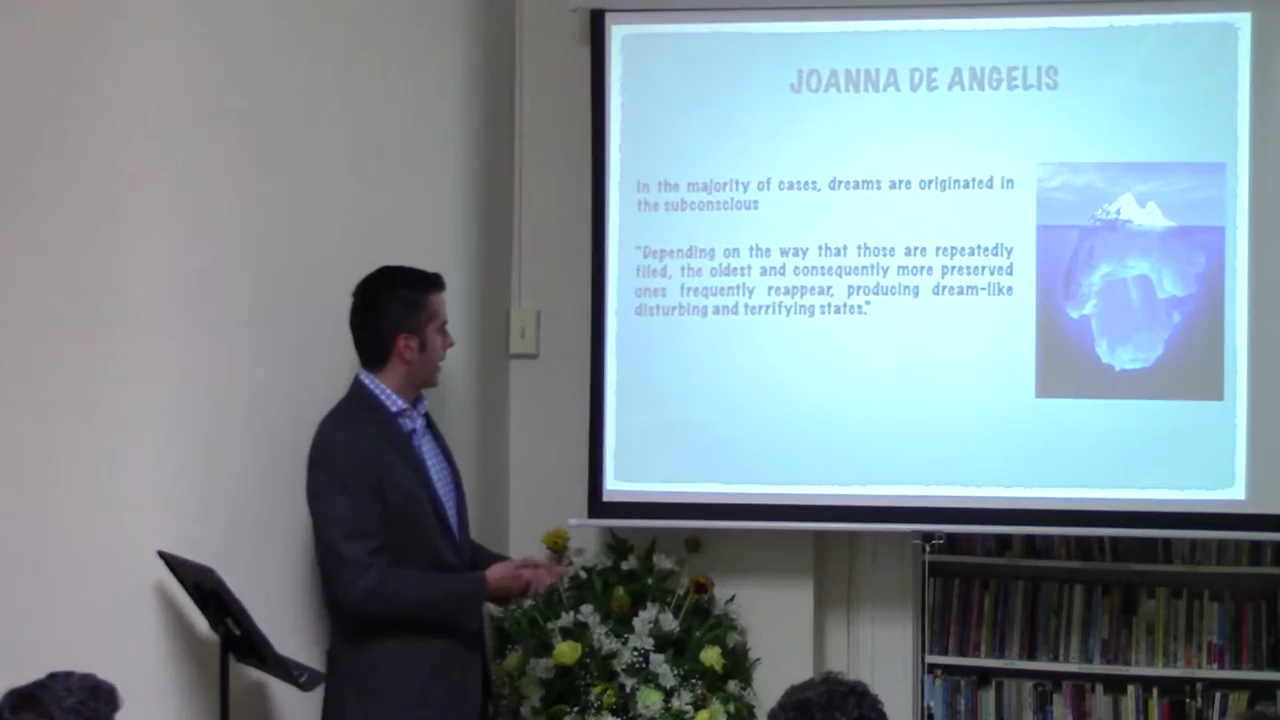 JOANNA DE ANGELIS
In the majority of cases, dreams are originated in
the subconscious
"Depending on the way that those are repeatedly
filed, the oldest and consequently more preserved
ones frequently reappear, producing dream-like
disturbing and terrifying states."